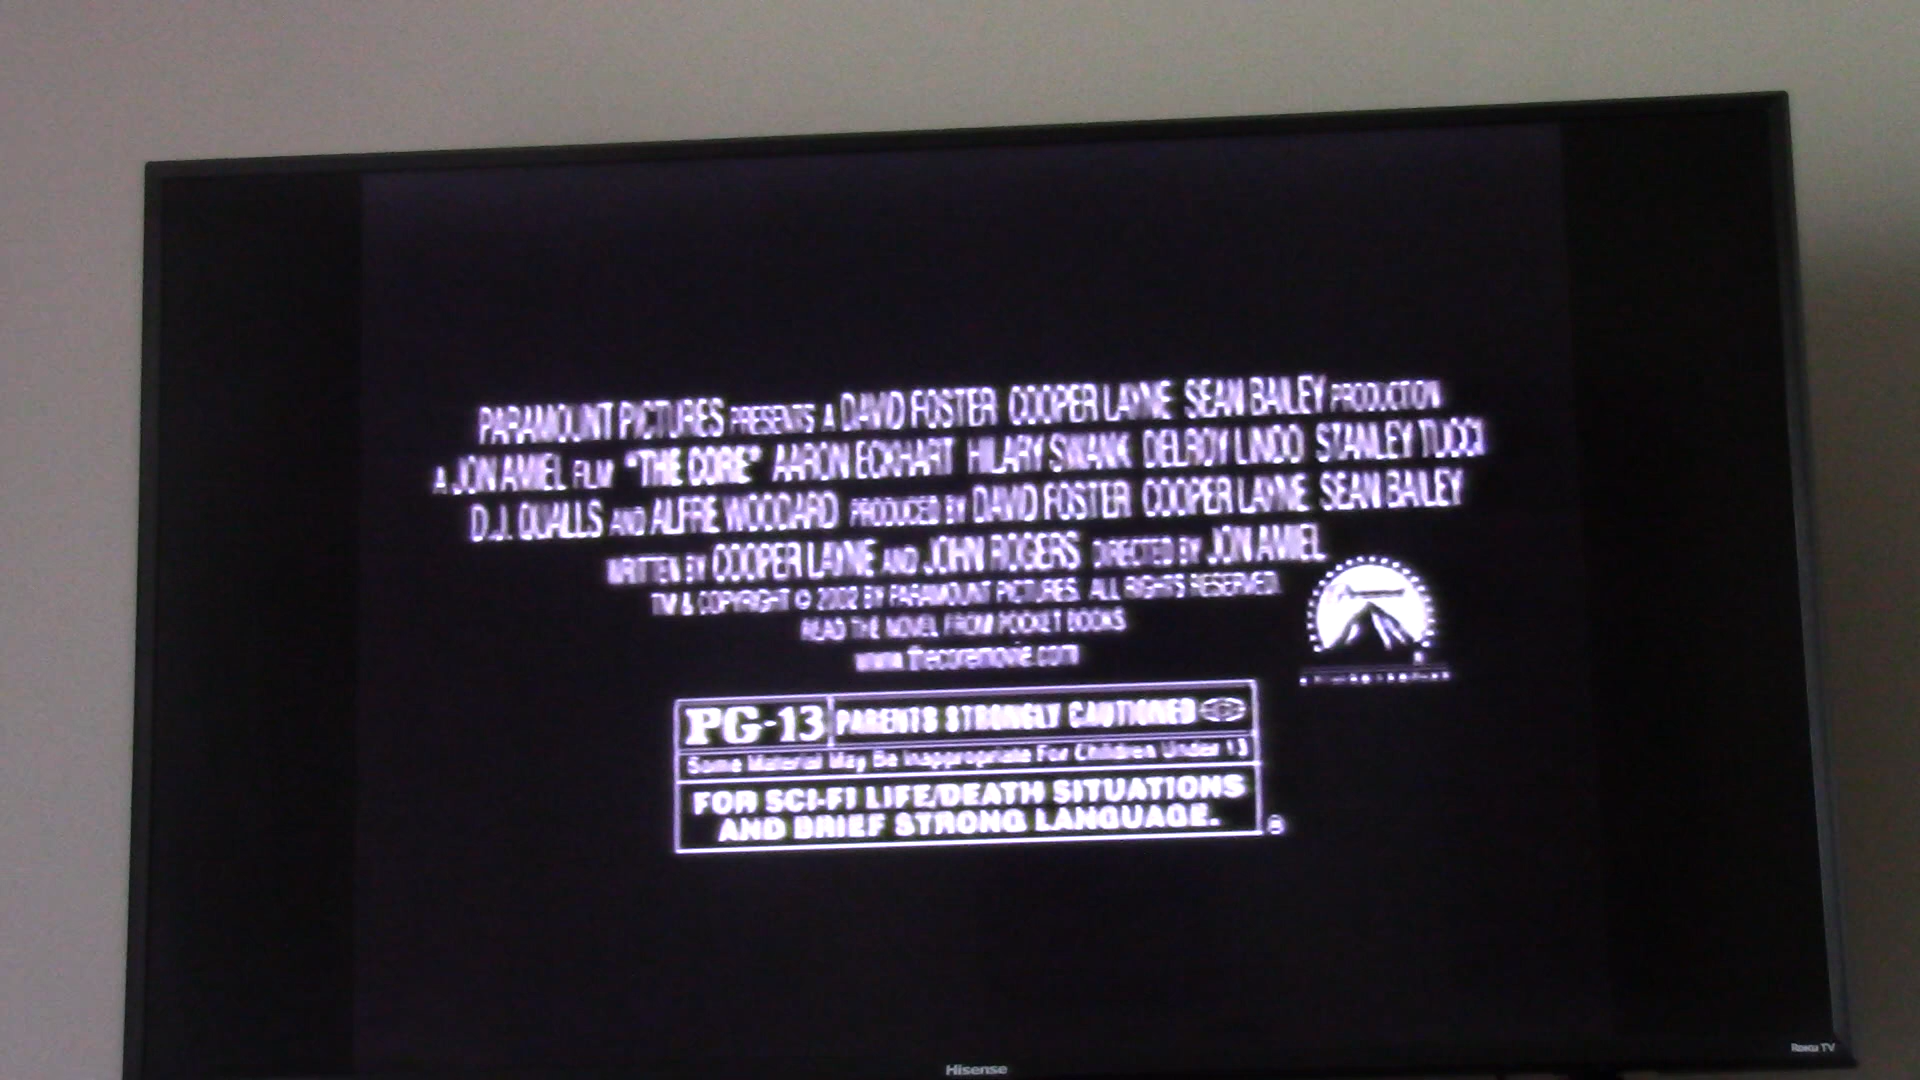 PARAMOUNT PICTURES PRESENTS A DAVID FOSTER COOPER LAYNE SEAN BAILEY PRODUCTION
A JON AMIEL FILM "THE CORE" AARON ECKHART HILARY SWANK DELROY LINDO STANLEY TUCCI
D.J. QUALLS AND ALFRE WOODARD PRODUCED BY DAVID FOSTER COOPER LAYNE SEAN BAILEY
WRITTEN BY COOPER LAYNE AND JOHN ROGERS DIRECTED BY JON AMIEL
TM & COPYRIGHT © 2002 BY PARAMOUNT PICTURES. ALL RIGHTS RESERVED.
READ THE NOVEL FROM POCKET BOOKS
www.thecoremovie.com
Paramount
PG-13 PARENTS STRONGLY CAUTIONED
Some Material May Be Inappropriate For Children Under 13
FOR SCI-FI LIFE/DEATH SITUATIONS
AND BRIEF STRONG LANGUAGE. ®
Hisense
Roku TV